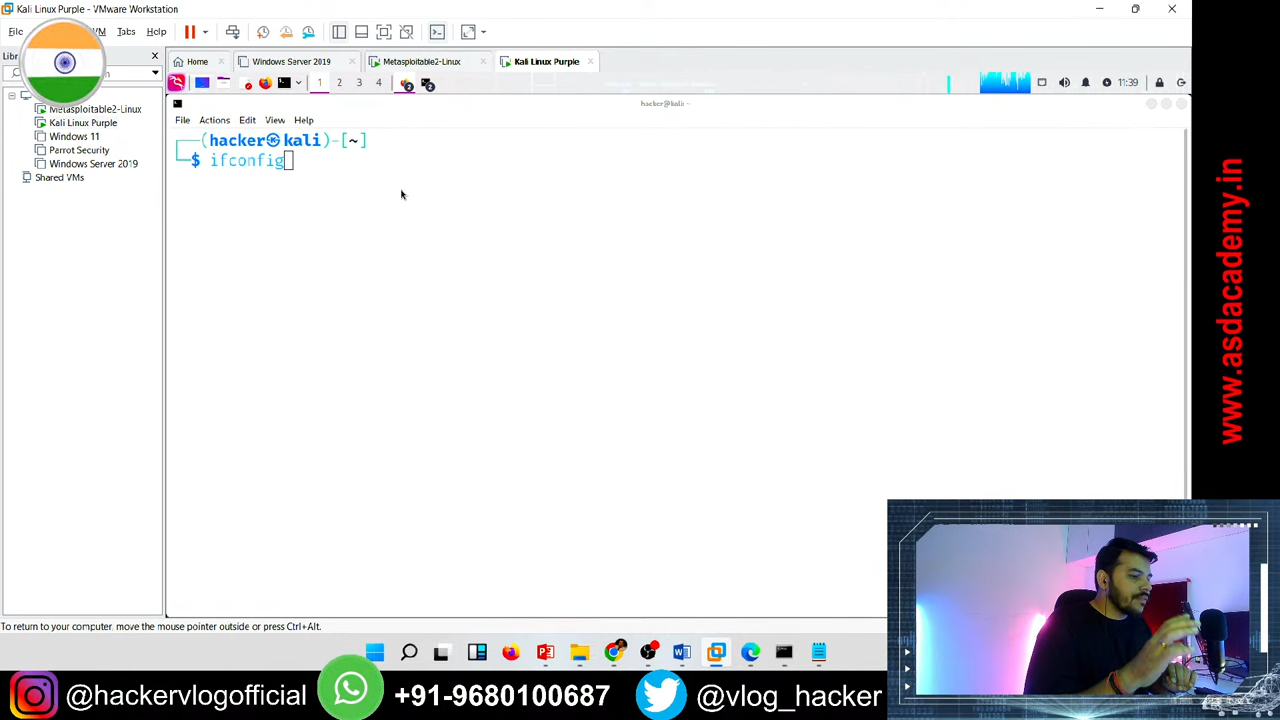 Kali Linux Purple - VMware Workstation
File VM Tabs Help
Home Windows Server 2019 Metasploitable2-Linux Kali Linux Purple
1 2 3 4 11:39
Metasploitable2-Linux
Kali Linux Purple
Windows 11
Parrot Security
Windows Server 2019
Shared VMs
hacker@kali: ~
File Actions Edit View Help
(hacker㉿kali)-[~]
$ ifconfig
To return to your computer, move the mouse pointer outside or press Ctrl+Alt.
www.asdacademy.in
@hackervlogofficial +91-9680100687 @vlog_hacker